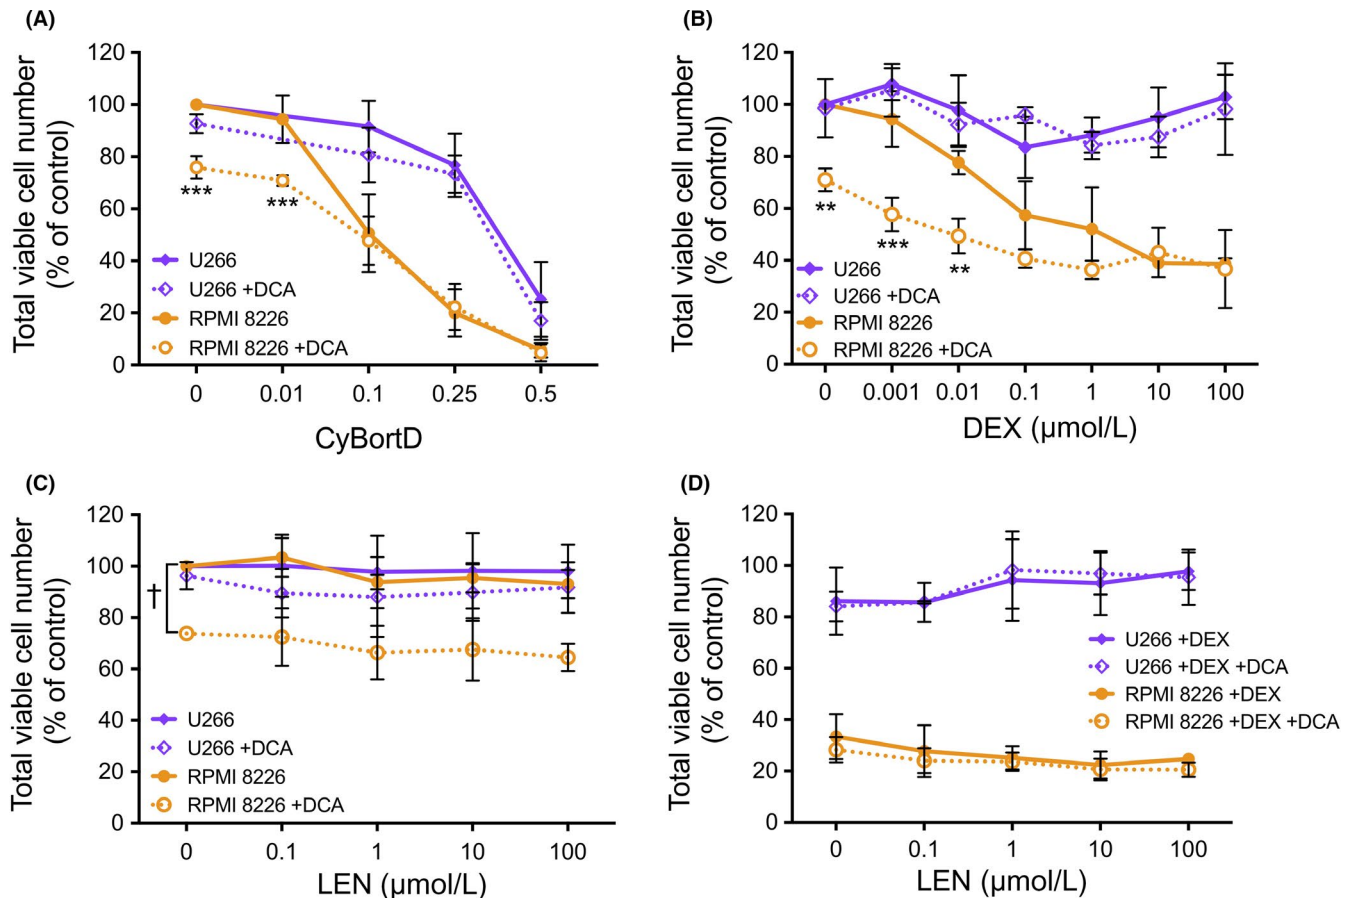 (A)
Total viable cell number
(% of control)
120
100
80
60
40
20
0
***
***
U266
U266 +DCA
RPMI 8226
RPMI 8226 +DCA
0 0.01 0.1 0.25 0.5
CyBortD
(B)
Total viable cell number
(% of control)
120
100
80
60
40
20
0
**
***
**
U266
U266 +DCA
RPMI 8226
RPMI 8226 +DCA
0 0.001 0.01 0.1 1 10 100
DEX (μmol/L)
(C)
Total viable cell number
(% of control)
120
100
80
60
40
20
0
†
U266
U266 +DCA
RPMI 8226
RPMI 8226 +DCA
0 0.1 1 10 100
LEN (μmol/L)
(D)
Total viable cell number
(% of control)
120
100
80
60
40
20
0
U266 +DEX
U266 +DEX +DCA
RPMI 8226 +DEX
RPMI 8226 +DEX +DCA
0 0.1 1 10 100
LEN (μmol/L)